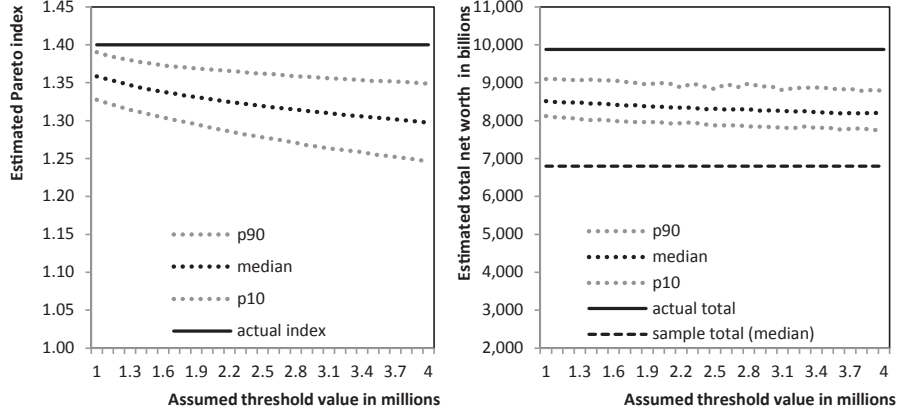 Estimated Pareto index
1.45
1.40
1.35
1.30
1.25
1.20
1.15
1.10
1.05
1.00
p90
median
p10
actual index
1 1.3 1.6 1.9 2.2 2.5 2.8 3.1 3.4 3.7 4
Assumed threshold value in millions
Estimated total net worth in billions
11,000
10,000
9,000
8,000
7,000
6,000
5,000
4,000
3,000
2,000
p90
median
p10
actual total
sample total (median)
1 1.3 1.6 1.9 2.2 2.5 2.8 3.1 3.4 3.7 4
Assumed threshold value in millions